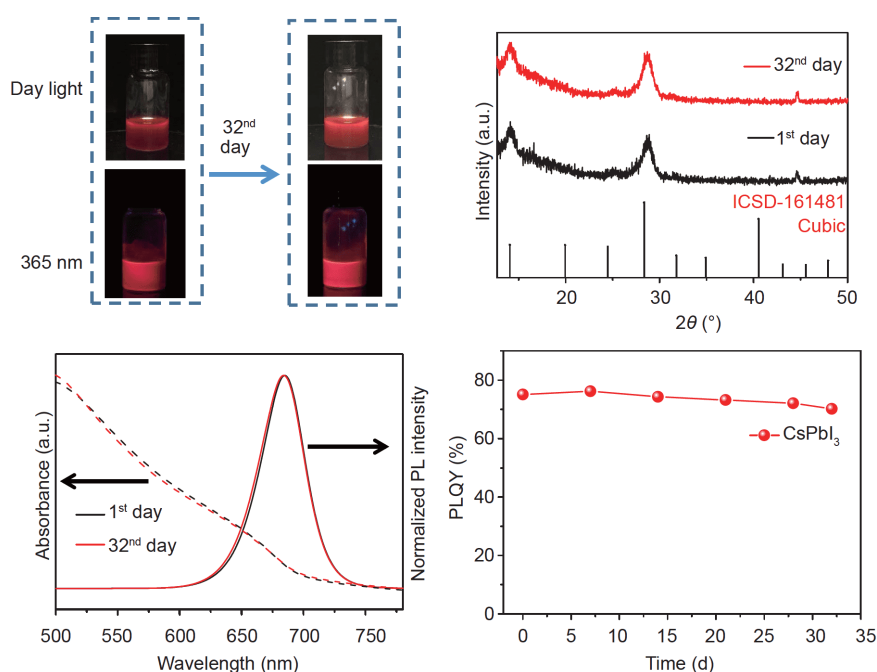 Day light
32nd
day
365 nm
Intensity (a.u.)
32nd day
1st day
ICSD-161481
Cubic
20
30
40
50
2θ (°)
Absorbance (a.u.)
1st day
32nd day
Normalized PL intensity
500
550
600
650
700
750
Wavelength (nm)
PLQY (%)
80
60
40
20
0
CsPbI3
0
5
10
15
20
25
30
35
Time (d)